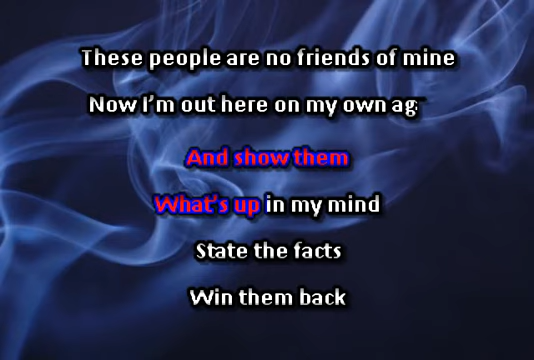 These people are no friends of mine
Now I'm out here on my own
And show them
What's up in my mind
State the facts
Win them back